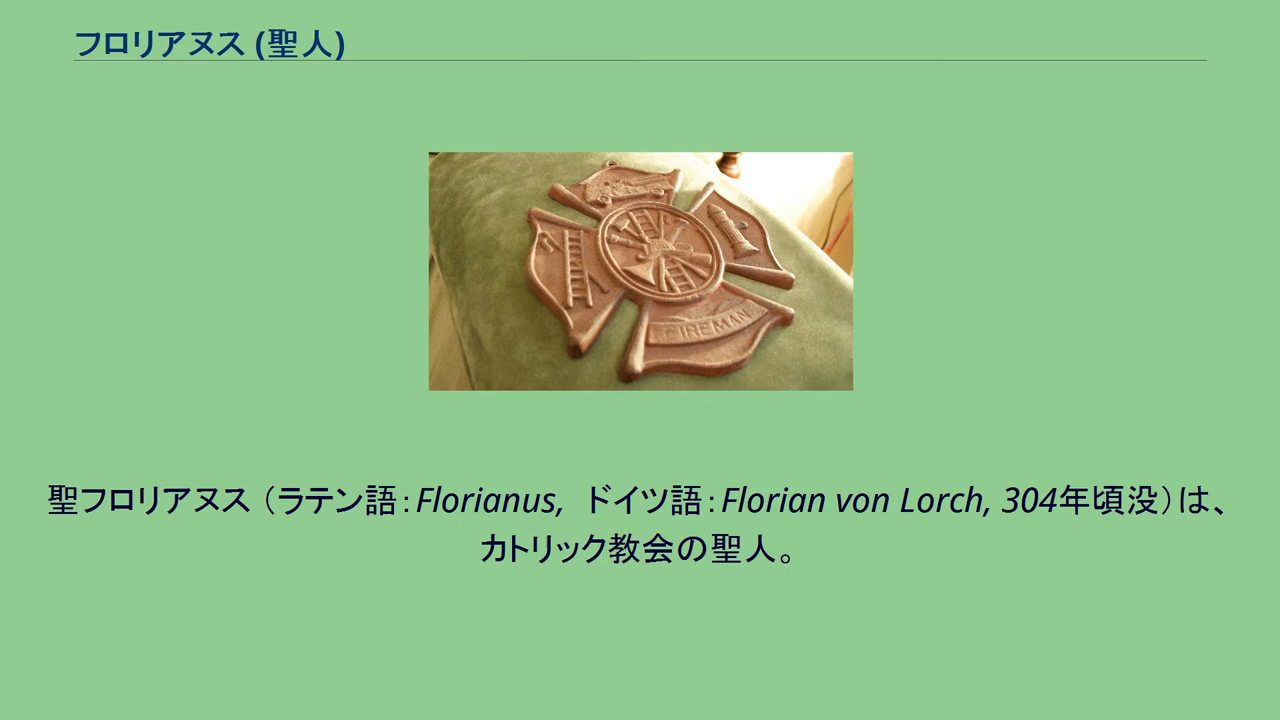 フロリアヌス (聖人)
FIREMAN
聖フロリアヌス（ラテン語：Florianus, ドイツ語：Florian von Lorch, 304年頃没）は、
カトリック教会の聖人。